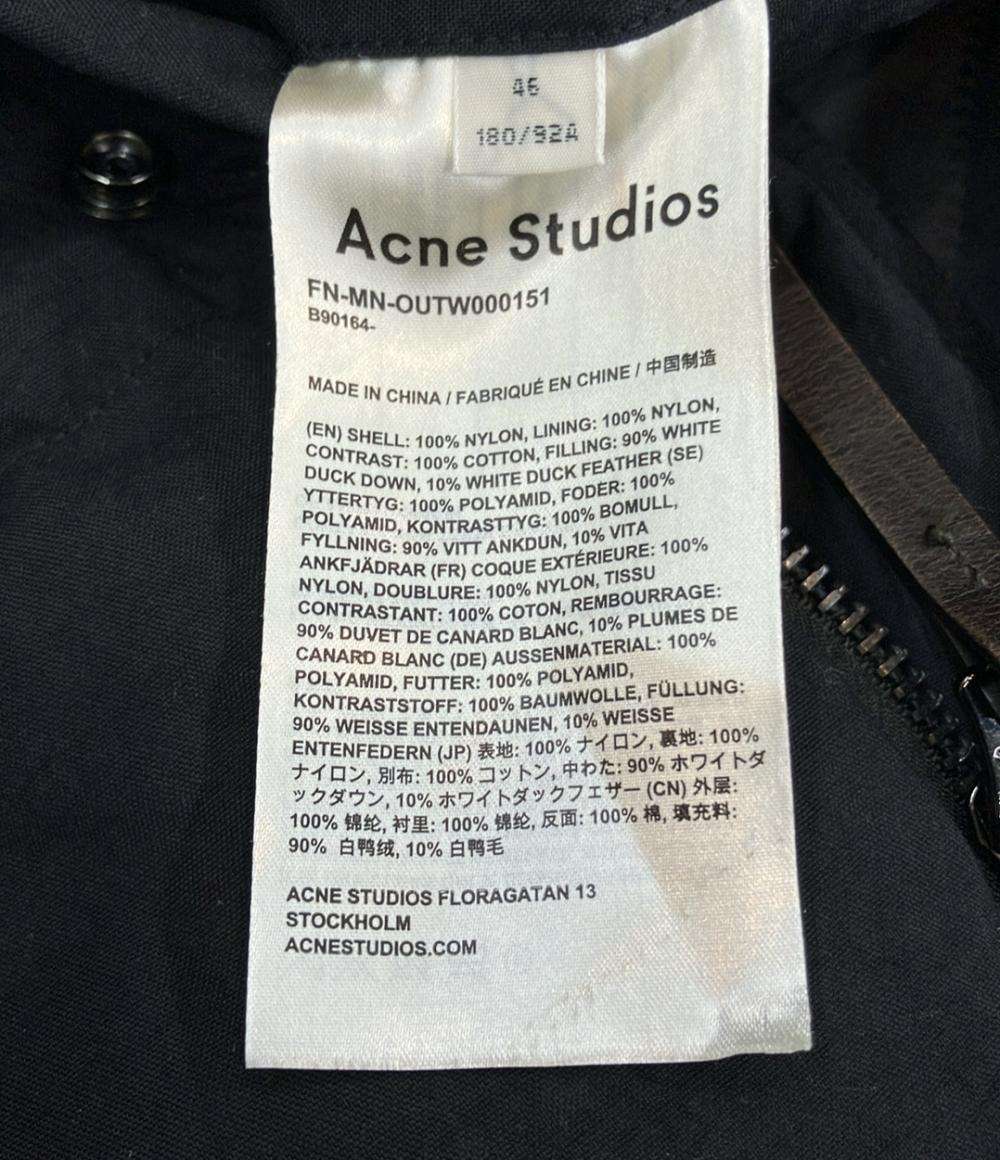 46
180/92A
Acne Studios
FN-MN-OUTW000151
B90164-
MADE IN CHINA / FABRIQUÉ EN CHINE / 中国制造
(EN) SHELL: 100% NYLON, LINING: 100% NYLON,
CONTRAST: 100% COTTON, FILLING: 90% WHITE
DUCK DOWN, 10% WHITE DUCK FEATHER (SE)
YTTERTYG: 100% POLYAMID, FODER: 100%
POLYAMID, KONTRASTTYG: 100% BOMULL,
FYLLNING: 90% VITT ANKDUN, 10% VITA
ANKFJÄDRAR (FR) COQUE EXTÉRIEURE: 100%
NYLON, DOUBLURE: 100% NYLON, TISSU
CONTRASTANT: 100% COTON, REMBOURRAGE:
90% DUVET DE CANARD BLANC, 10% PLUMES DE
CANARD BLANC (DE) AUSSENMATERIAL: 100%
POLYAMID, FUTTER: 100% POLYAMID,
KONTRASTSTOFF: 100% BAUMWOLLE, FÜLLUNG:
90% WEISSE ENTENDAUNEN, 10% WEISSE
ENTENFEDERN (JP) 表地: 100% ナイロン, 裏地: 100%
ナイロン, 別布: 100% コットン, 中わた: 90% ホワイトダ
ックダウン, 10% ホワイトダックフェザー (CN) 外层:
100% 锦纶, 衬里: 100% 锦纶, 反面: 100% 棉, 填充料:
90% 白鸭绒, 10% 白鸭毛
ACNE STUDIOS FLORAGATAN 13
STOCKHOLM
ACNESTUDIOS.COM